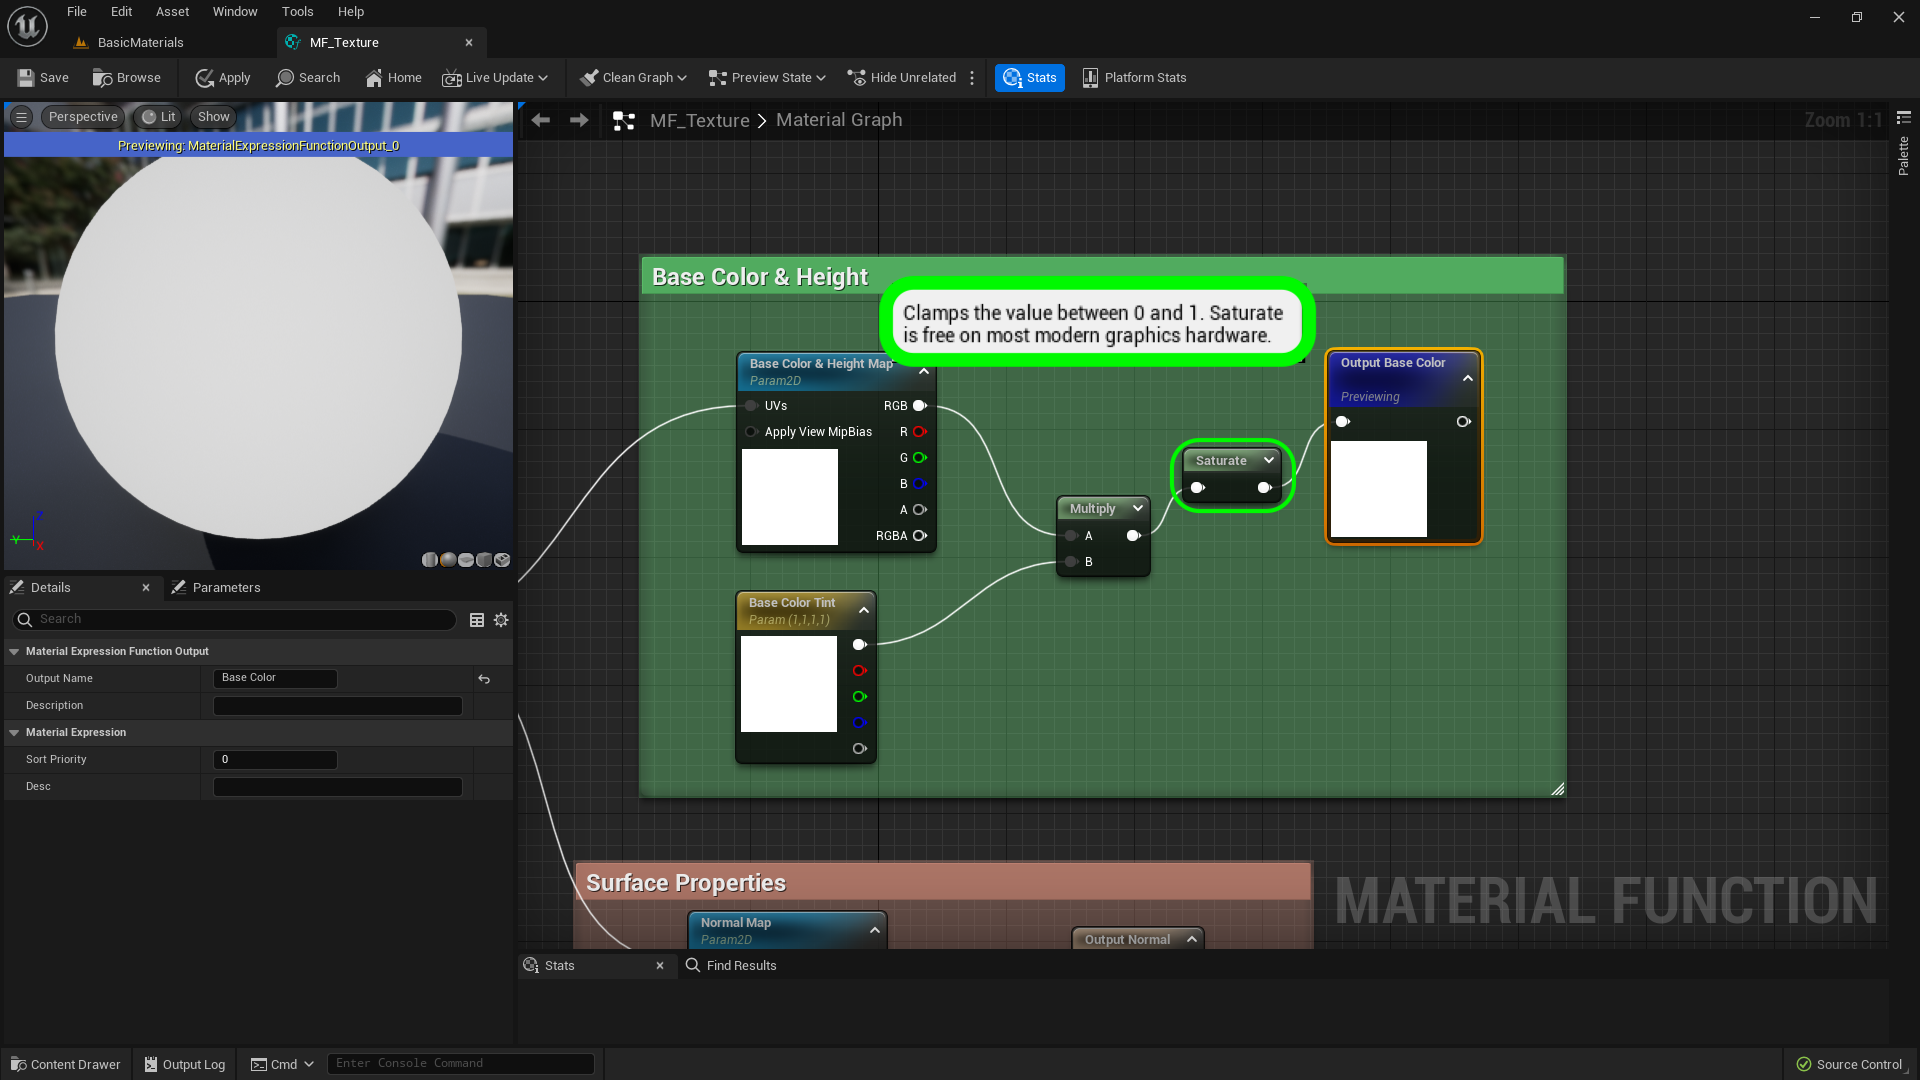 File Edit Asset Window Tools Help
BasicMaterials
MF_Texture
Save Browse Apply Search Home Live Update Clean Graph Preview State Hide Unrelated Stats Platform Stats
Perspective Lit Show
Previewing: MaterialExpressionFunctionOutput_0
Z
Y
X
MF_Texture > Material Graph
Zoom 1:1
Palette
Base Color & Height
Clamps the value between 0 and 1. Saturate
is free on most modern graphics hardware.
Base Color & Height Map
Param2D
UVs RGB
Apply View MipBias R
G
B
A
RGBA
Saturate
Multiply
A
B
Output Base Color
Previewing
Base Color Tint
Param (1,1,1,1)
Surface Properties
Normal Map
Param2D
Output Normal
MATERIAL FUNCTION
Details Parameters
Search
Material Expression Function Output
Output Name Base Color
Description
Material Expression
Sort Priority 0
Desc
Stats Find Results
Content Drawer Output Log Cmd Enter Console Command Source Control